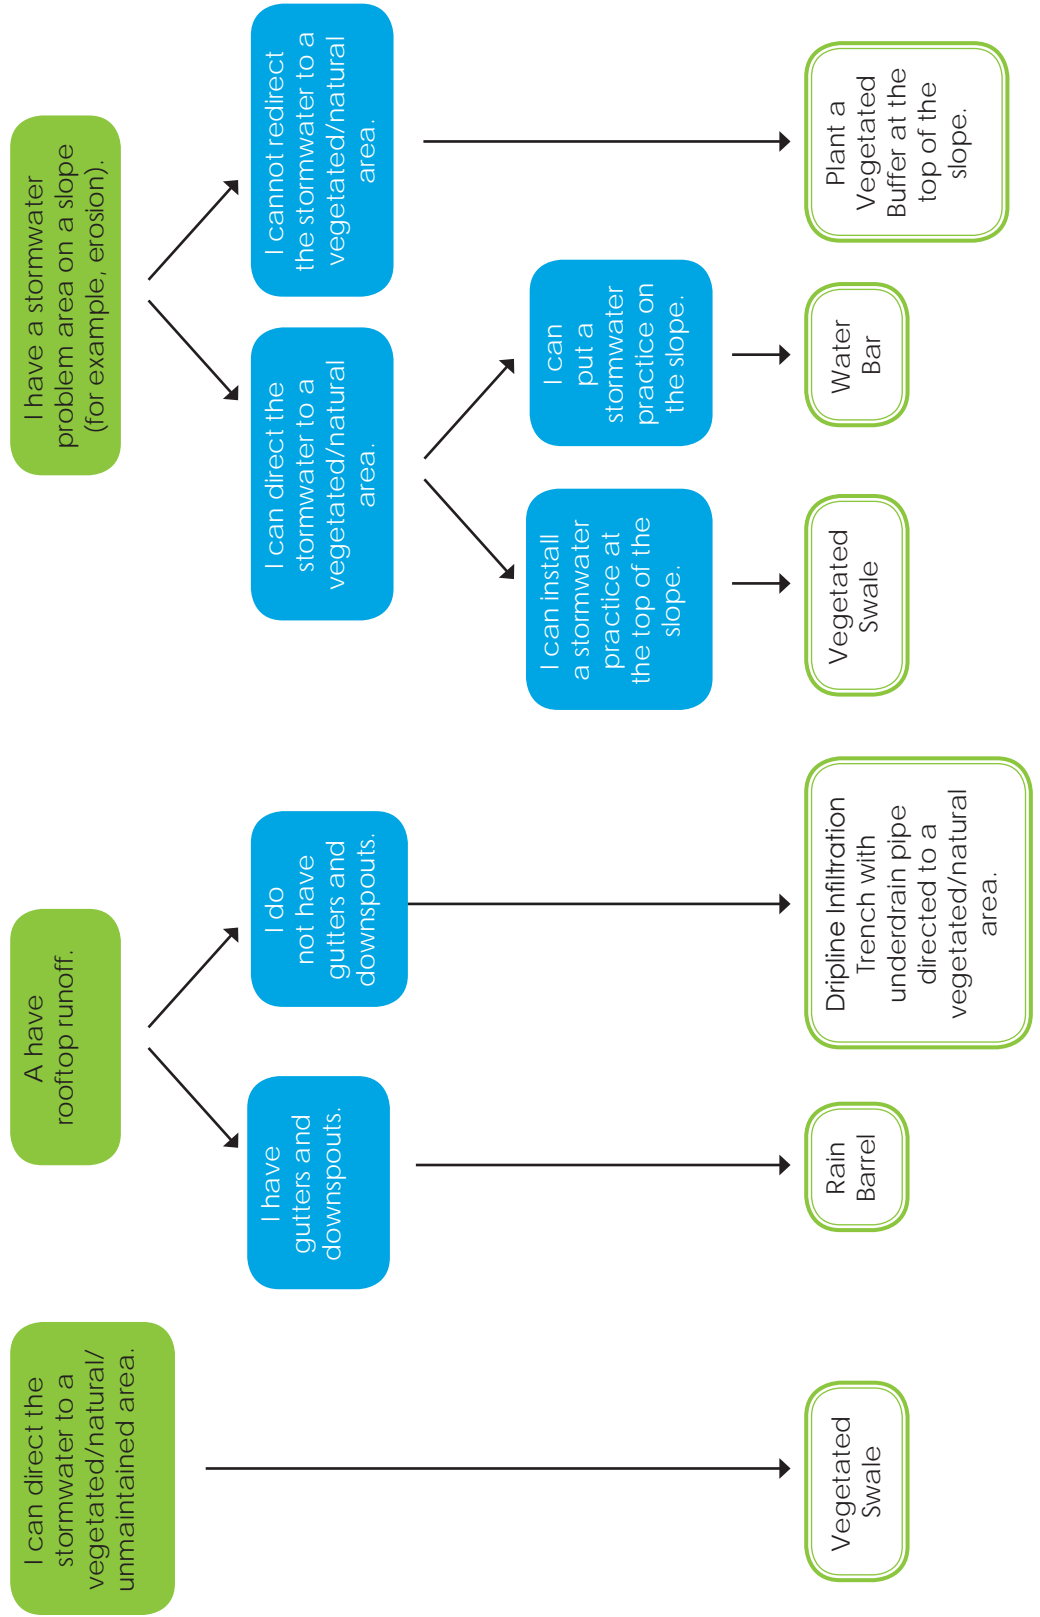 I can direct the
stormwater to a
vegetated/natural/
unmaintained area.
A have
rooftop runoff.
I have a stormwater
problem area on a slope
(for example, erosion).
I have
gutters and
downspouts.
I do
not have
gutters and
downspouts.
I can direct the
stormwater to a
vegetated/natural
area.
I cannot redirect
the stormwater to a
vegetated/natural
area.
I can install
a stormwater
practice at
the top of the
slope.
I can
put a
stormwater
practice on
the slope.
Vegetated
Swale
Rain
Barrel
Dripline Infiltration
Trench with
underdrain pipe
directed to a
vegetated/natural
area.
Vegetated
Swale
Water
Bar
Plant a
Vegetated
Buffer at the
top of the
slope.